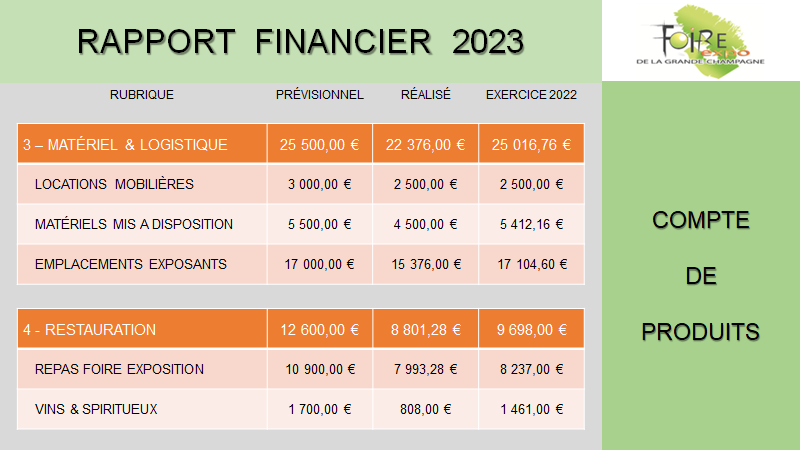 RAPPORT FINANCIER 2023
FOIRE
expo
DE LA GRANDE CHAMPAGNE
RUBRIQUE PRÉVISIONNEL RÉALISÉ EXERCICE 2022
3 – MATÉRIEL & LOGISTIQUE 25 500,00 € 22 376,00 € 25 016,76 €
LOCATIONS MOBILIÈRES 3 000,00 € 2 500,00 € 2 500,00 €
MATÉRIELS MIS A DISPOSITION 5 500,00 € 4 500,00 € 5 412,16 €
EMPLACEMENTS EXPOSANTS 17 000,00 € 15 376,00 € 17 104,60 €
4 - RESTAURATION 12 600,00 € 8 801,28 € 9 698,00 €
REPAS FOIRE EXPOSITION 10 900,00 € 7 993,28 € 8 237,00 €
VINS & SPIRITUEUX 1 700,00 € 808,00 € 1 461,00 €
COMPTE
DE
PRODUITS